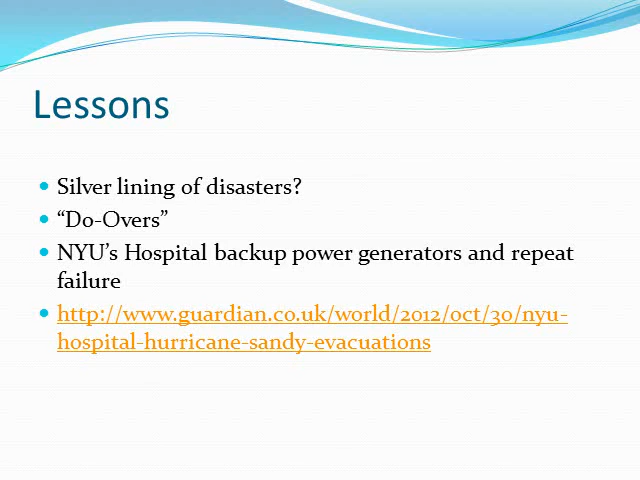 Lessons
Silver lining of disasters?
“Do-Overs”
NYU’s Hospital backup power generators and repeat
failure
http://www.guardian.co.uk/world/2012/oct/30/nyu-
hospital-hurricane-sandy-evacuations